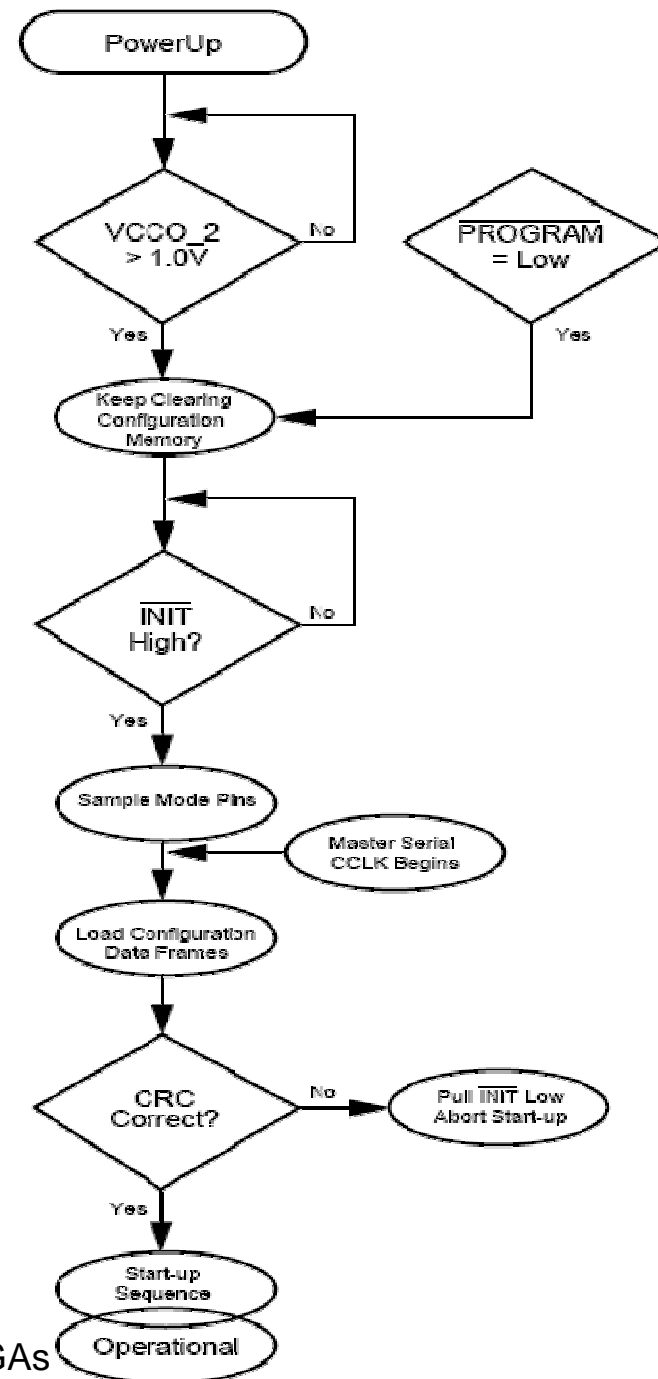 PowerUp
VCCO_2
> 1.0V
No
PROGRAM
= Low
Yes
Yes
Keep Clearing
Configuration
Memory
INIT
High?
No
Yes
Sample Mode Pins
Master Serial
CCLK Begins
Load Configuration
Data Frames
CRC
Correct?
No
Pull INIT Low
Abort Start-up
Yes
Start-up
Sequence
Operational